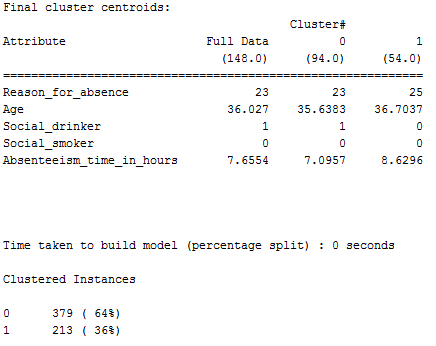 Final cluster centroids:
Cluster#
Attribute Full Data 0 1
(148.0) (94.0) (54.0)
============================================================
Reason_for_absence 23 23 25
Age 36.027 35.6383 36.7037
Social_drinker 1 1 0
Social_smoker 0 0 0
Absenteeism_time_in_hours 7.6554 7.0957 8.6296
Time taken to build model (percentage split) : 0 seconds
Clustered Instances
0 379 ( 64%)
1 213 ( 36%)